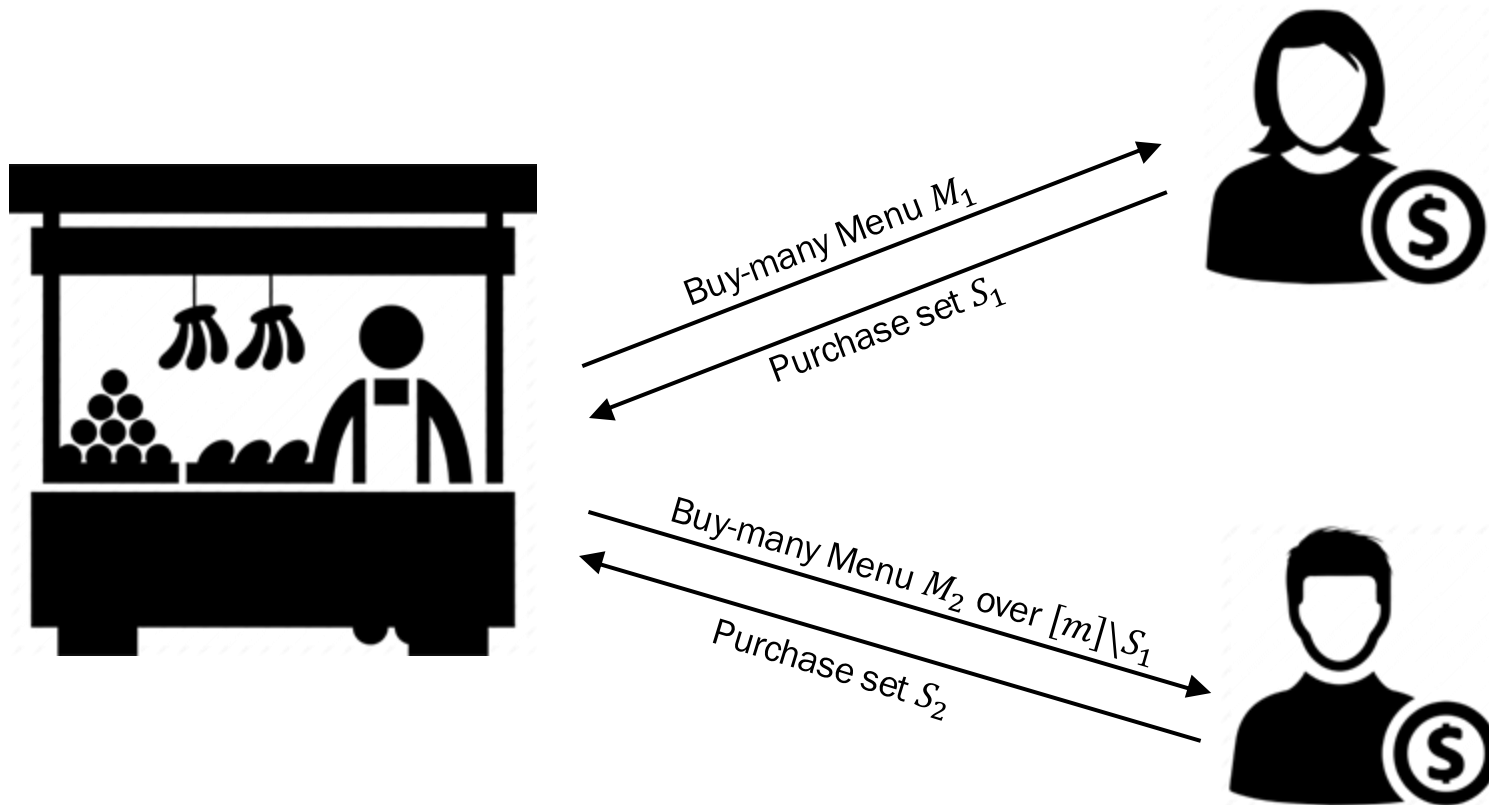 Buy-many Menu M₁
Purchase set S₁
$
Buy-many Menu M₂ over [m]\S₁
Purchase set S₂
$